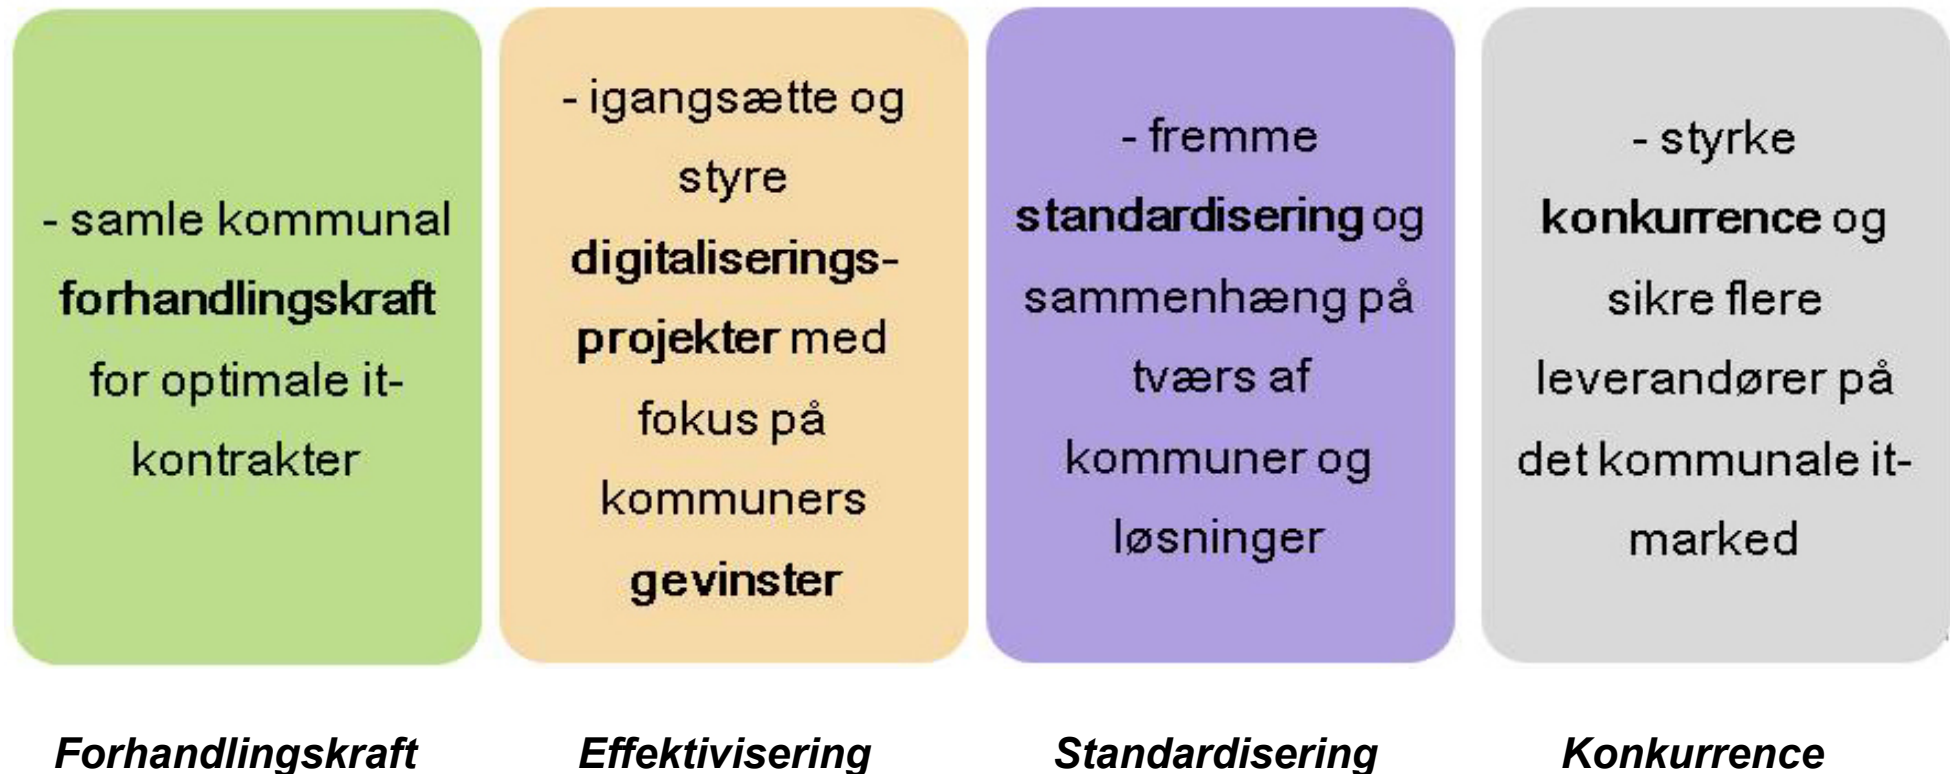 - samle kommunal
forhandlingskraft
for optimale it-
kontrakter
- igangsætte og
styre
digitaliserings-
projekter med
fokus på
kommuners
gevinster
- fremme
standardisering og
sammenhæng på
tværs af
kommuner og
løsninger
- styrke
konkurrence og
sikre flere
leverandører på
det kommunale it-
marked
Forhandlingskraft
Effektivisering
Standardisering
Konkurrence